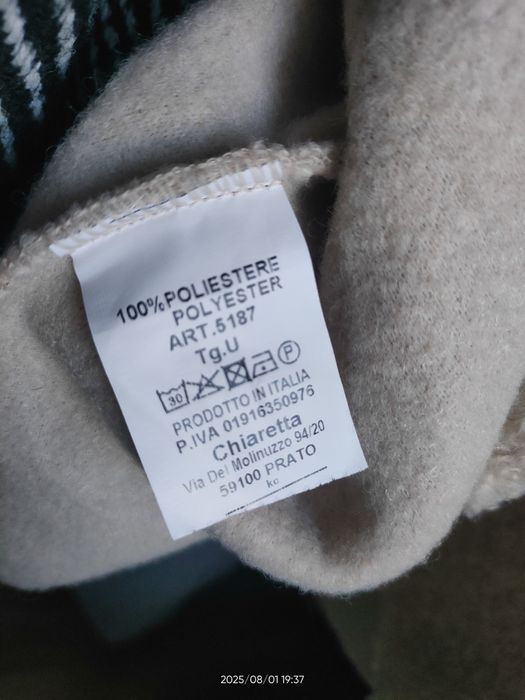 100%POLIESTERE
POLYESTER
ART.5187
Tg.U
30 P
PRODOTTO IN ITALIA
P.IVA 01916350976
Chiaretta
Via Del Molinuzzo 94/20
59100 PRATO
ko
2025/08/01 19:37